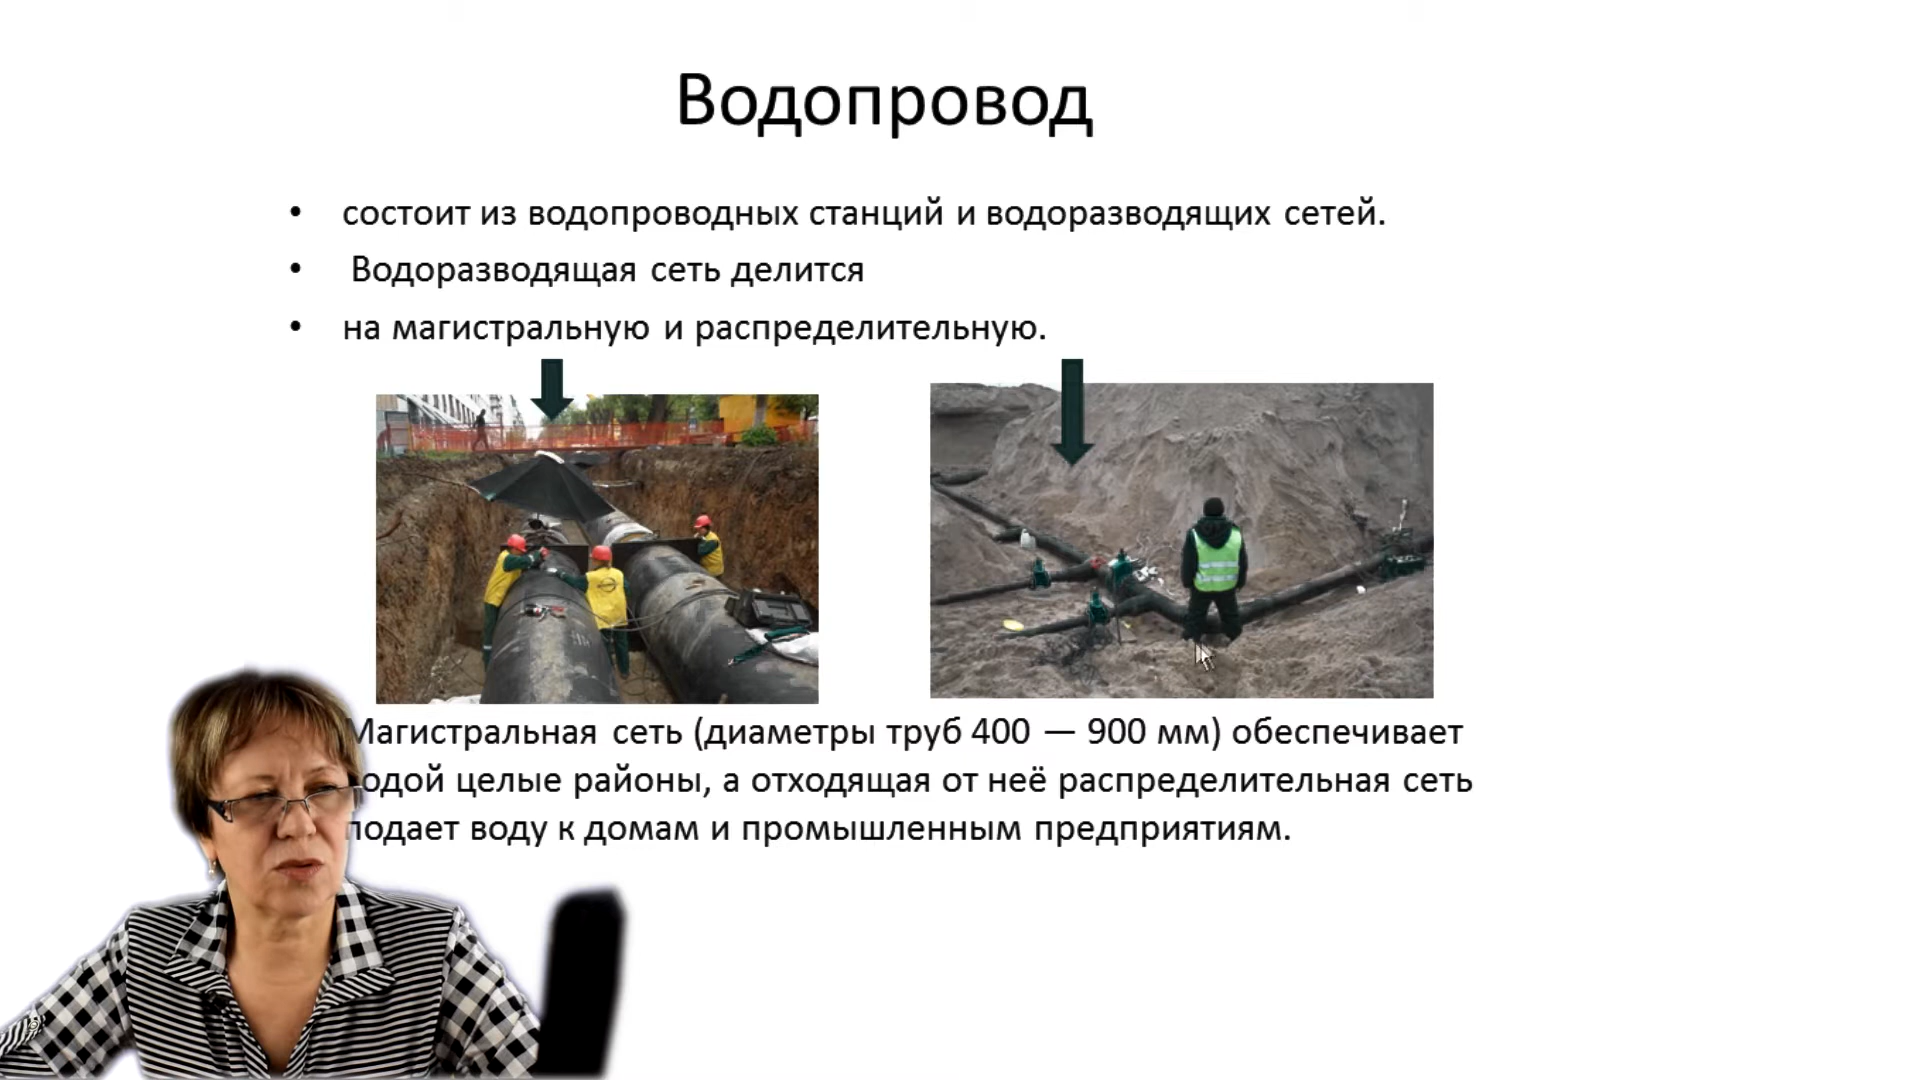 Водопровод
• состоит из водопроводных станций и водоразводящих сетей.
• Водоразводящая сеть делится
• на магистральную и распределительную.
Магистральная сеть (диаметры труб 400 — 900 мм) обеспечивает
водой целые районы, а отходящая от неё распределительная сеть
подает воду к домам и промышленным предприятиям.